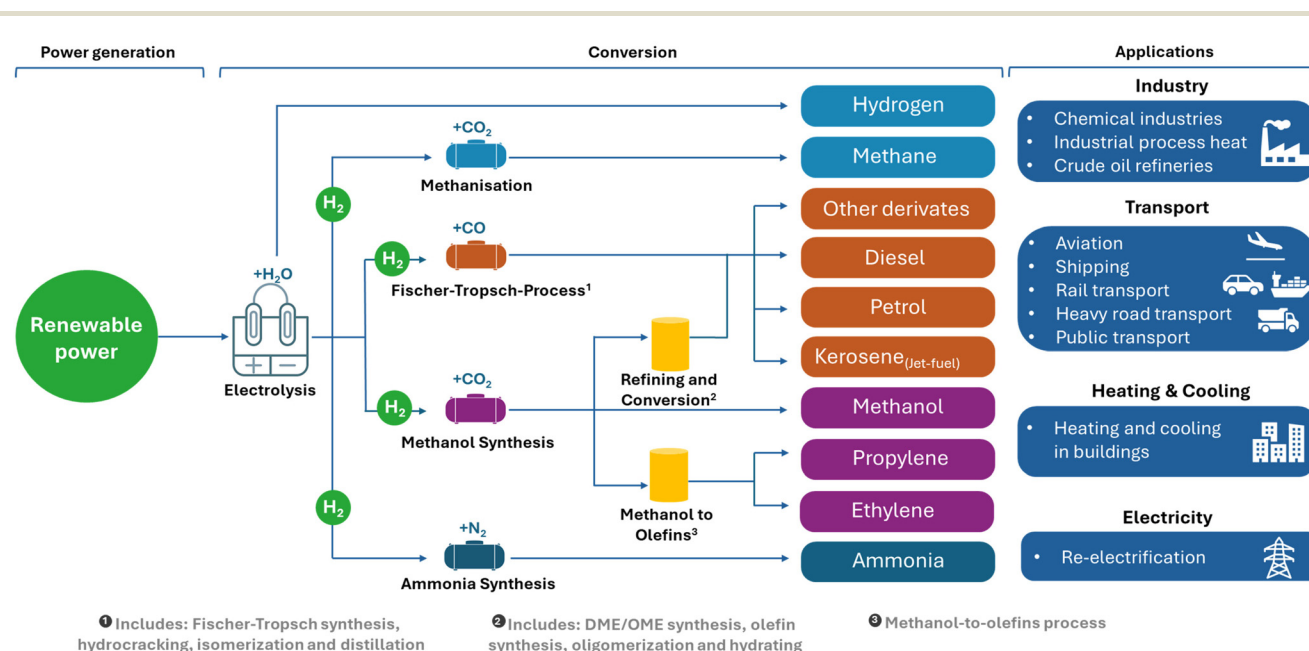 Power generation
Conversion
Applications
Industry
• Chemical industries
• Industrial process heat
• Crude oil refineries
Transport
• Aviation
• Shipping
• Rail transport
• Heavy road transport
• Public transport
Heating & Cooling
• Heating and cooling
in buildings
Electricity
• Re-electrification
Renewable
power
+H₂O
Electrolysis
H₂
+CO₂
Methanisation
H₂
+CO
Fischer-Tropsch-Process¹
H₂
+CO₂
Methanol Synthesis
H₂
+N₂
Ammonia Synthesis
Refining and
Conversion²
Methanol to
Olefins³
Hydrogen
Methane
Other derivates
Diesel
Petrol
Kerosene(Jet-fuel)
Methanol
Propylene
Ethylene
Ammonia
❶ Includes: Fischer-Tropsch synthesis,
hydrocracking, isomerization and distillation
❷ Includes: DME/OME synthesis, olefin
synthesis, oligomerization and hydrating
❸ Methanol-to-olefins process